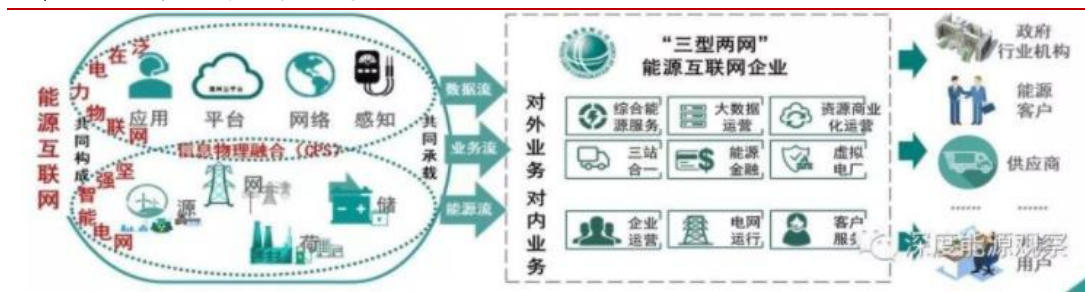 能源互联网
泛在电力物联网
应用
平台
网络
感知
共同构成
共同承载
信息物理融合（CPS）
坚强智能电网
源
网
荷
储
数据流
业务流
能源流
“三型两网”
能源互联网企业
对外业务
综合能
源服务
大数据
运营
资源商业
化运营
三站
合一
能源
金融
虚拟
电厂
对内业务
企业
运营
电网
运行
客户
服务
政府
行业机构
能源
客户
供应商
......
......
用户
深度能源观察